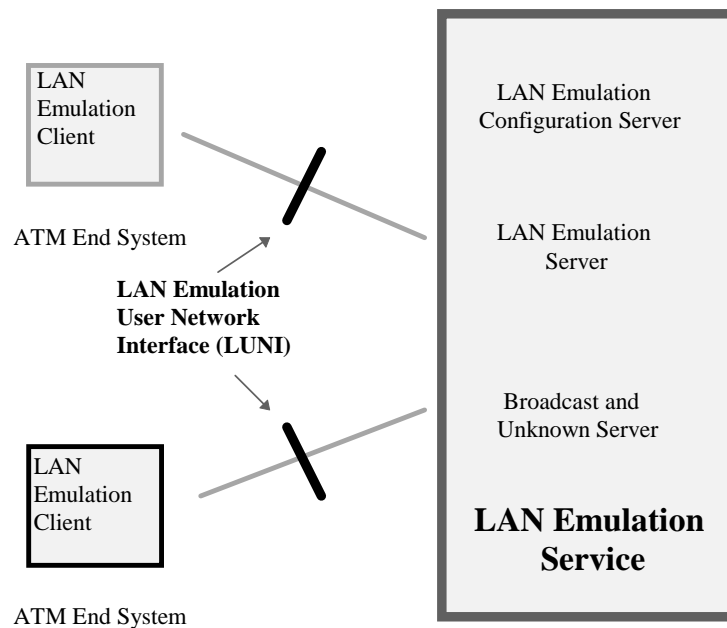 LAN
Emulation
Client
ATM End System
LAN Emulation
User Network
Interface (LUNI)
LAN
Emulation
Client
ATM End System
LAN Emulation
Configuration Server
LAN Emulation
Server
Broadcast and
Unknown Server
LAN Emulation
Service